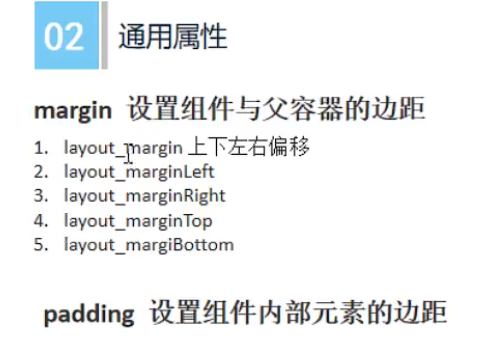 02 通用属性
margin 设置组件与父容器的边距
1. layout_margin 上下左右偏移
2. layout_marginLeft
3. layout_marginRight
4. layout_marginTop
5. layout_margiBottom
padding 设置组件内部元素的边距